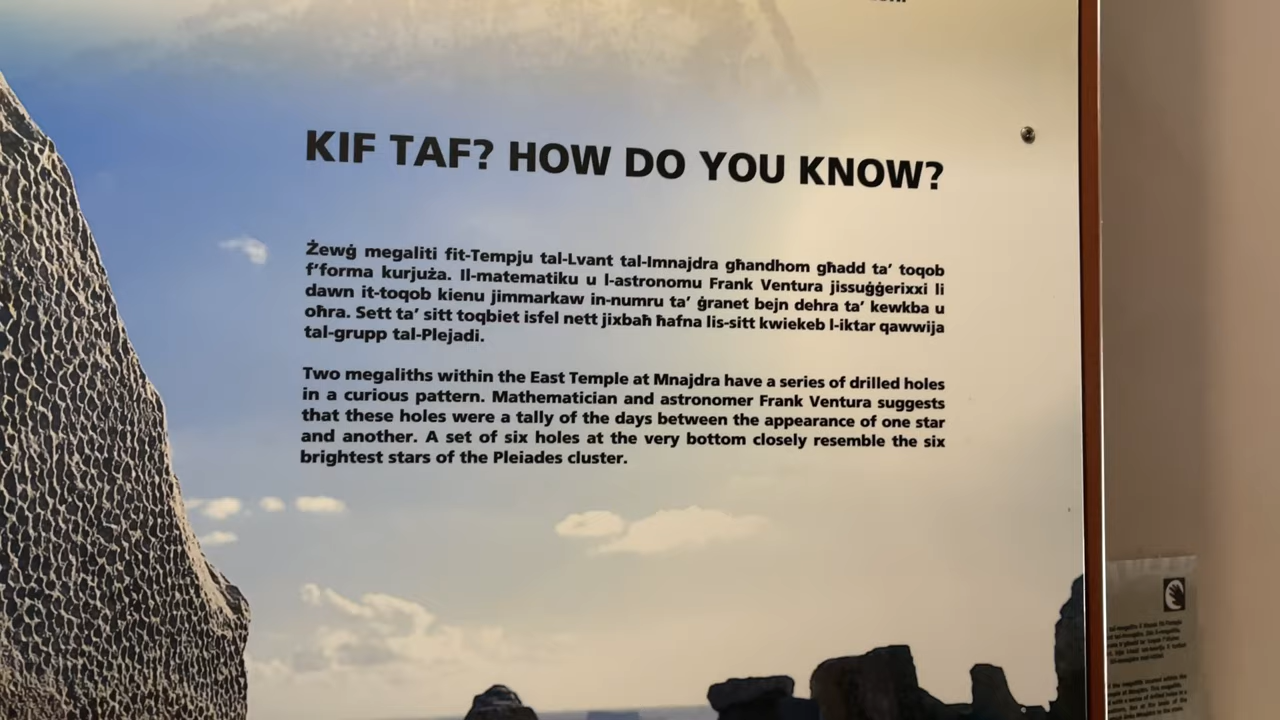 KIF TAF? HOW DO YOU KNOW?
Żewġ megaliti fit-Tempju tal-Lvant tal-Imnajdra għandhom għadd ta’ toqob
f’forma kurjuża. Il-matematiku u l-astronomu Frank Ventura jissuġġerixxi li
dawn it-toqob kienu jimmarkaw in-numru ta’ ġranet bejn dehra ta’ kewkba u
oħra. Sett ta’ sitt toqbiet isfel nett jixbaħ ħafna lis-sitt kwiekeb l-iktar qawwija
tal-grupp tal-Plejadi.
Two megaliths within the East Temple at Mnajdra have a series of drilled holes
in a curious pattern. Mathematician and astronomer Frank Ventura suggests
that these holes were a tally of the days between the appearance of one star
and another. A set of six holes at the very bottom closely resemble the six
brightest stars of the Pleiades cluster.